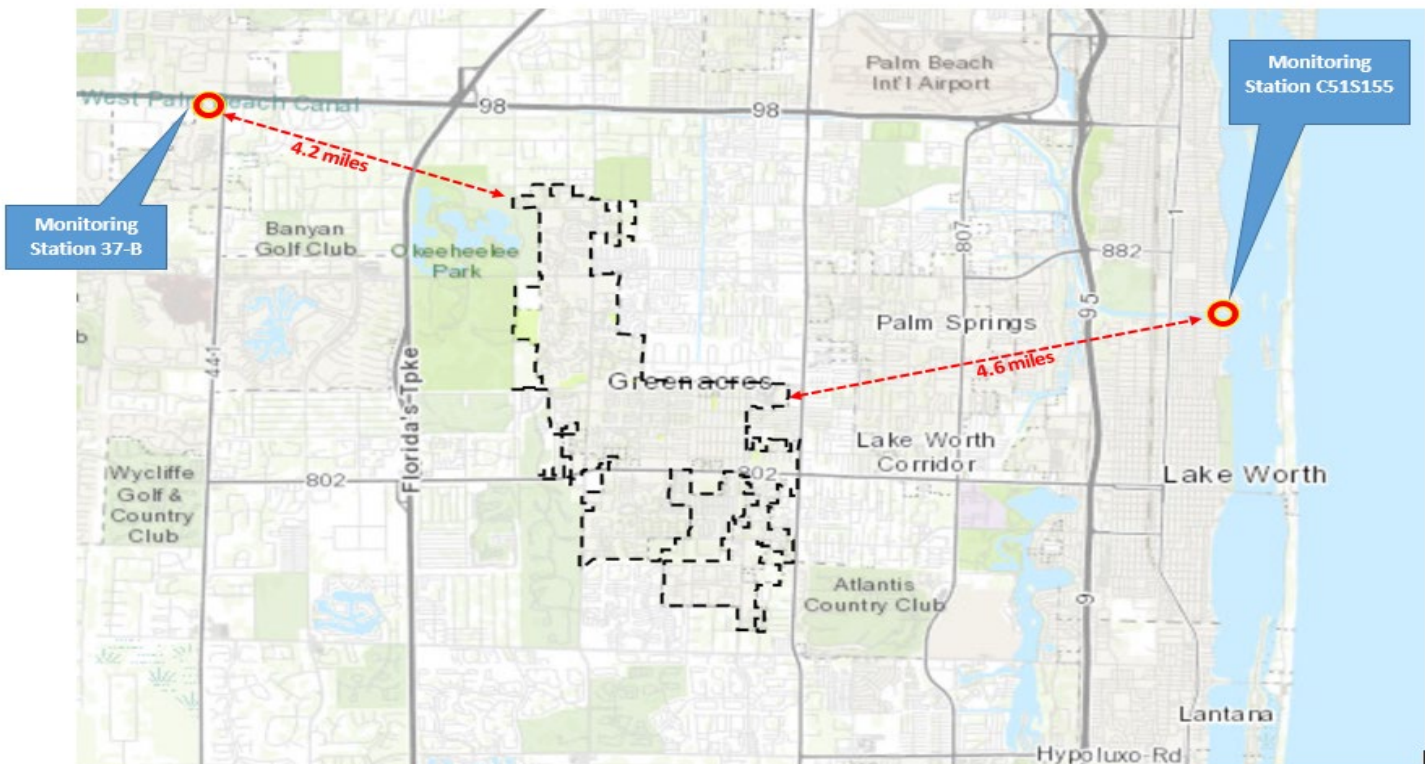 Palm Beach
Int'l Airport
Monitoring
Station C51S155
West Palm Beach Canal
98
98
4.2 miles
1
Monitoring
Station 37-B
Banyan
Golf Club
Okeeheelee
Park
807
882
95
Palm Springs
441
Florida's-Tpke
Greenacres
4.6 miles
Wycliffe
Golf &
Country
Club
802
802
Lake Worth
Corridor
Lake Worth
Atlantis
Country Club
9
Lantana
Hypoluxo-Rd